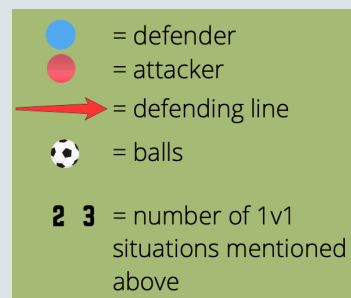 = defender
= attacker
= defending line
= balls
2 3 = number of 1v1
situations mentioned
above